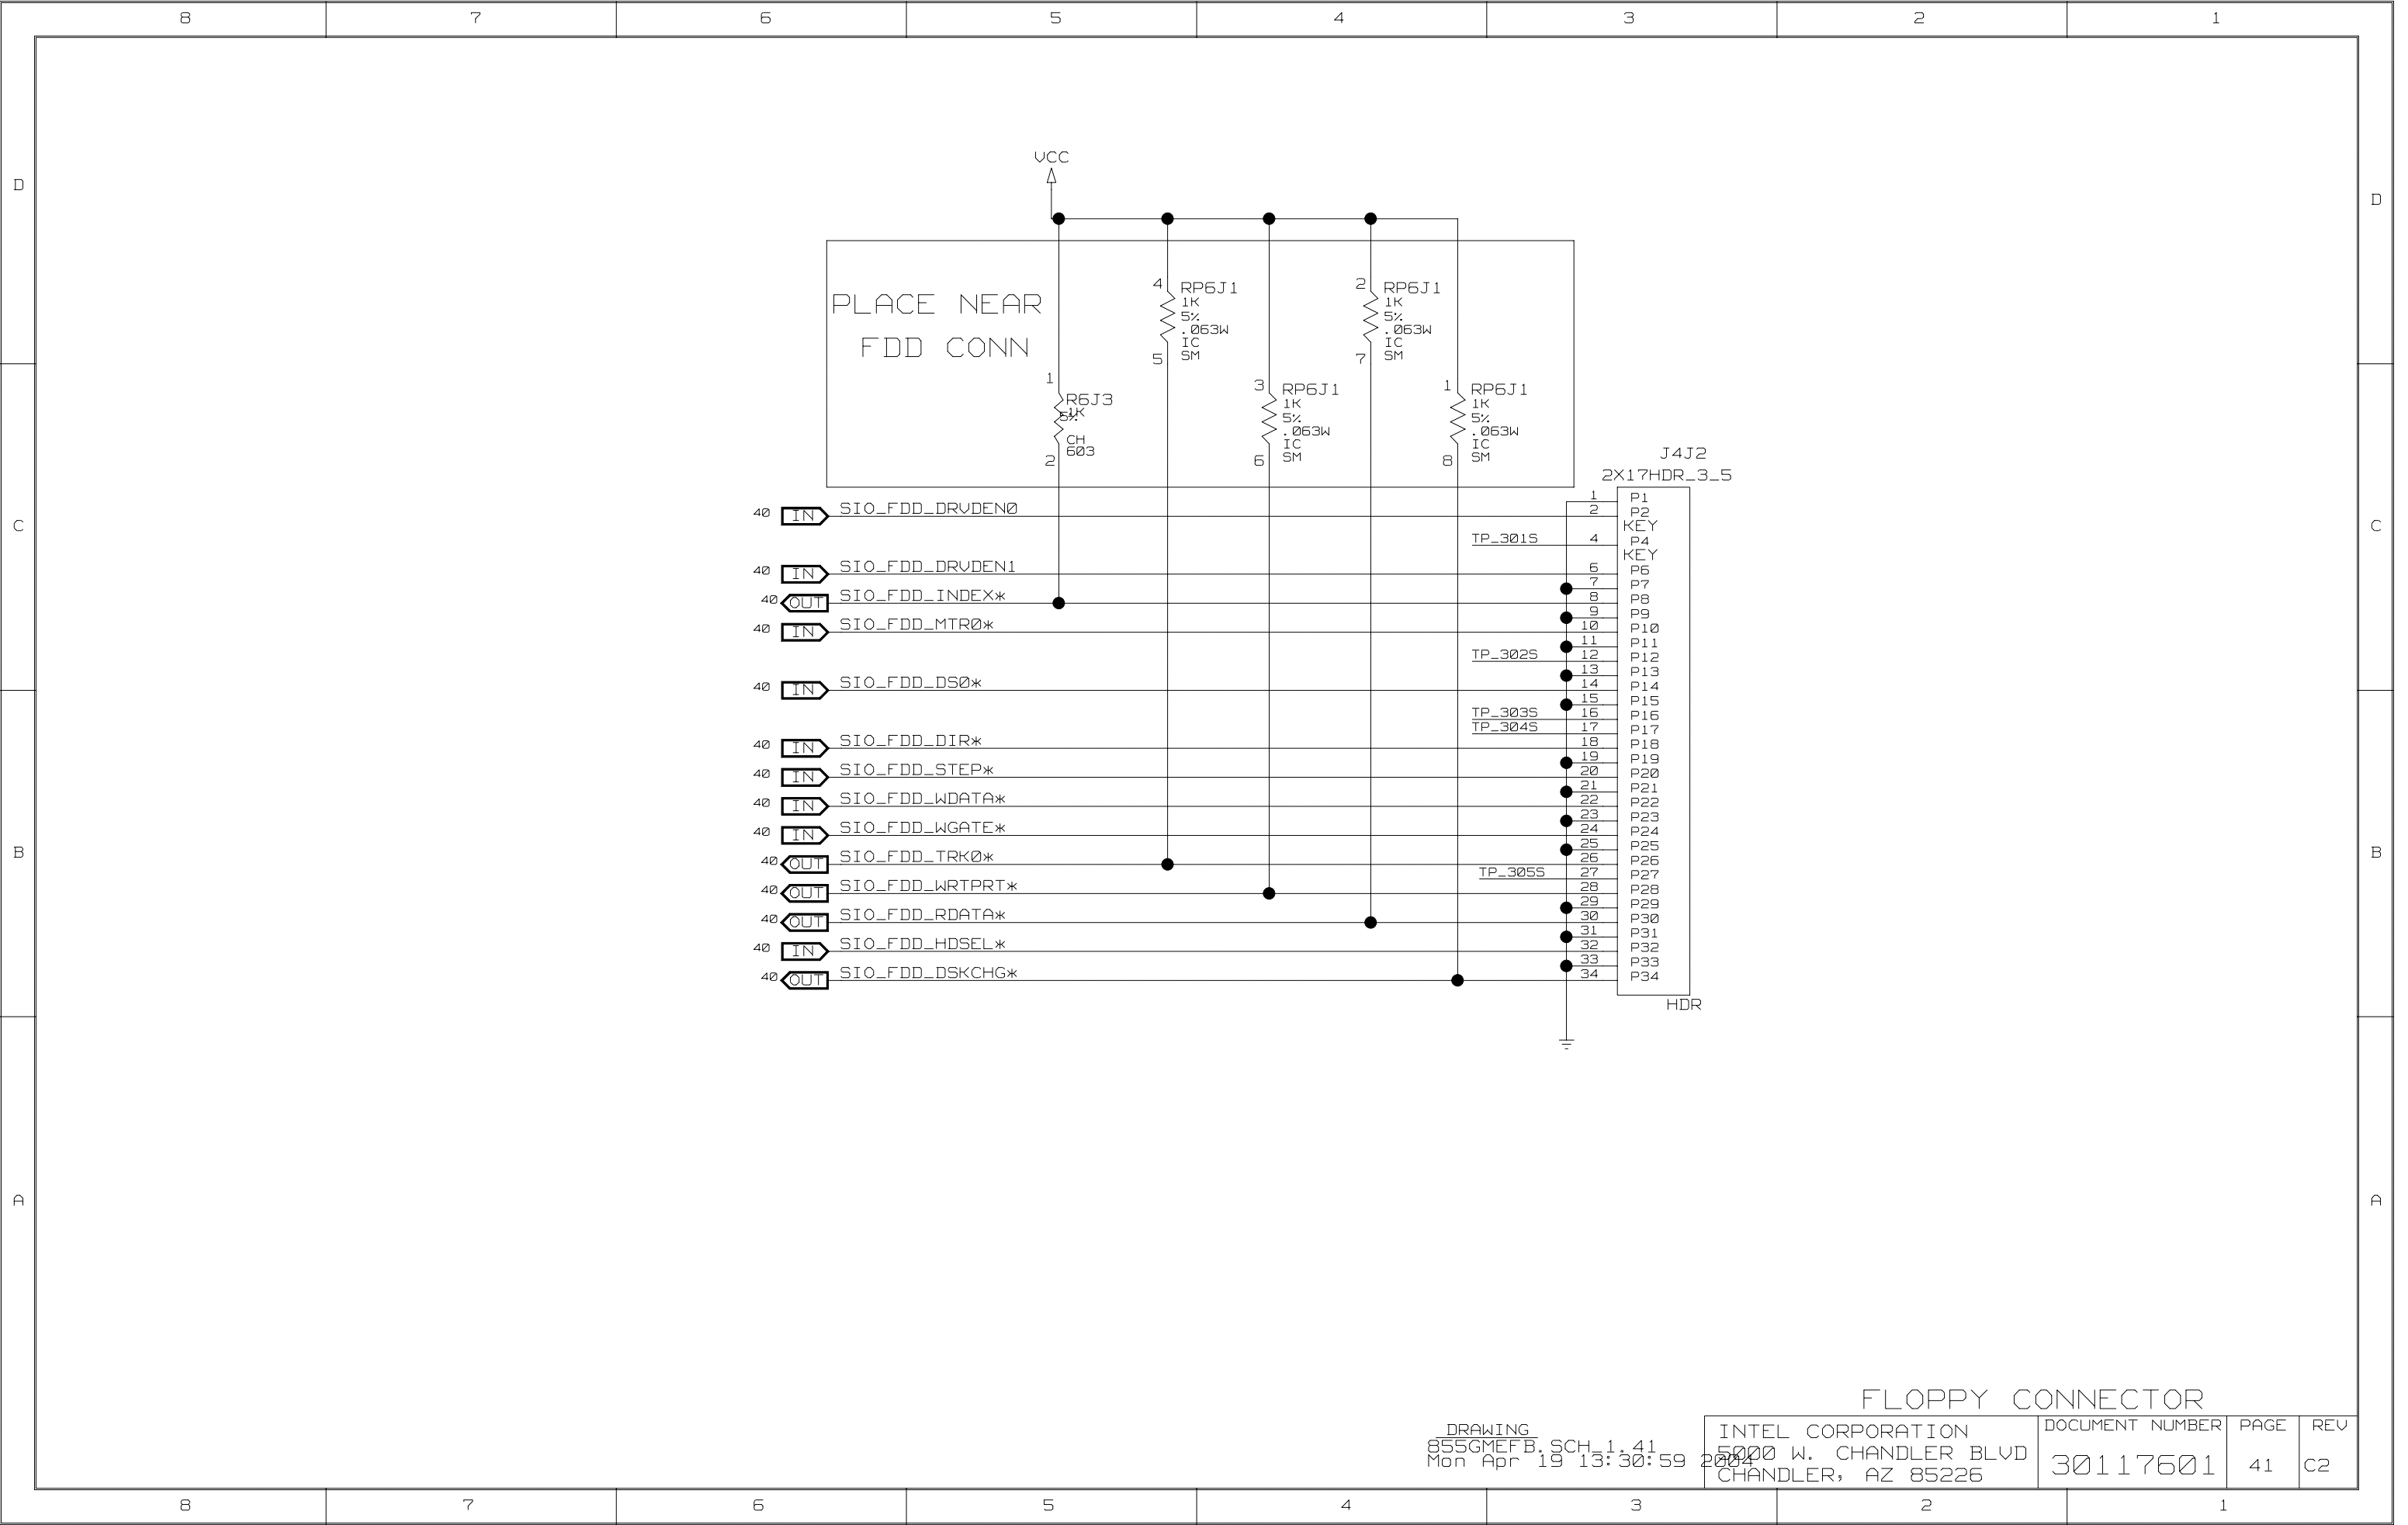 8 7 6 5 4 3 2 1
D D
VCC
PLACE NEAR
FDD CONN
4 RP6J1
1K
5%
.063W
IC
SM
5
2 RP6J1
1K
5%
.063W
IC
SM
7
1
R6J3
1K
5%
CH
603
2
3 RP6J1
1K
5%
.063W
IC
SM
6
1 RP6J1
1K
5%
.063W
IC
SM
8
J4J2
2X17HDR_3_5
C C
1 P1
40 IN SIO_FDD_DRVDEN0 2 P2
KEY
TP_301S 4 P4
KEY
40 IN SIO_FDD_DRVDEN1 6 P6
7 P7
40 OUT SIO_FDD_INDEX* 8 P8
9 P9
40 IN SIO_FDD_MTR0* 10 P10
11 P11
TP_302S 12 P12
13 P13
40 IN SIO_FDD_DS0* 14 P14
15 P15
TP_303S 16 P16
TP_304S 17 P17
40 IN SIO_FDD_DIR* 18 P18
19 P19
40 IN SIO_FDD_STEP* 20 P20
21 P21
40 IN SIO_FDD_WDATA* 22 P22
23 P23
40 IN SIO_FDD_WGATE* 24 P24
25 P25
B B
40 OUT SIO_FDD_TRK0* 26 P26
TP_305S 27 P27
40 OUT SIO_FDD_WRTPRT* 28 P28
29 P29
40 OUT SIO_FDD_RDATA* 30 P30
31 P31
40 IN SIO_FDD_HDSEL* 32 P32
33 P33
40 OUT SIO_FDD_DSKCHG* 34 P34
HDR
A A
FLOPPY CONNECTOR
DRAWING
855GMEFB.SCH_1.41
Mon Apr 19 13:30:59 2004
INTEL CORPORATION
5000 W. CHANDLER BLVD
CHANDLER, AZ 85226
DOCUMENT NUMBER
30117601
PAGE
41
REV
C2
8 7 6 5 4 3 2 1